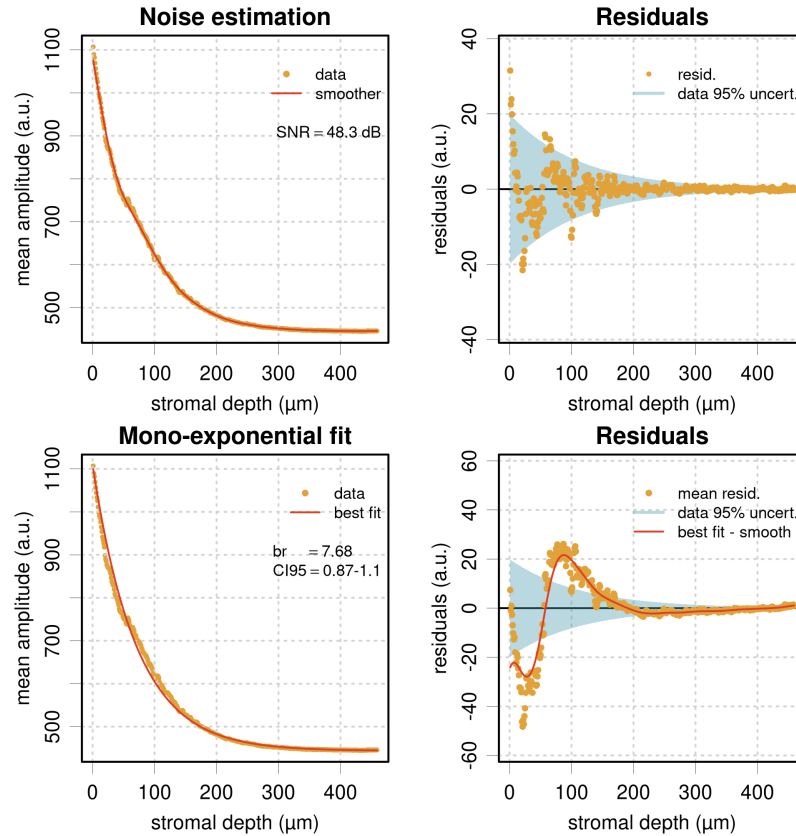 Noise estimation
mean amplitude (a.u.)
500 700 900 1100
data
smoother
SNR = 48.3 dB
0 100 200 300 400
stromal depth (μm)
Residuals
residuals (a.u.)
-40 -20 0 20 40
resid.
data 95% uncert.
0 100 200 300 400
stromal depth (μm)
Mono-exponential fit
mean amplitude (a.u.)
500 700 900 1100
data
best fit
br = 7.68
CI95 = 0.87-1.1
0 100 200 300 400
stromal depth (μm)
Residuals
residuals (a.u.)
-60 -40 -20 0 20 40 60
mean resid.
data 95% uncert.
best fit - smooth
0 100 200 300 400
stromal depth (μm)